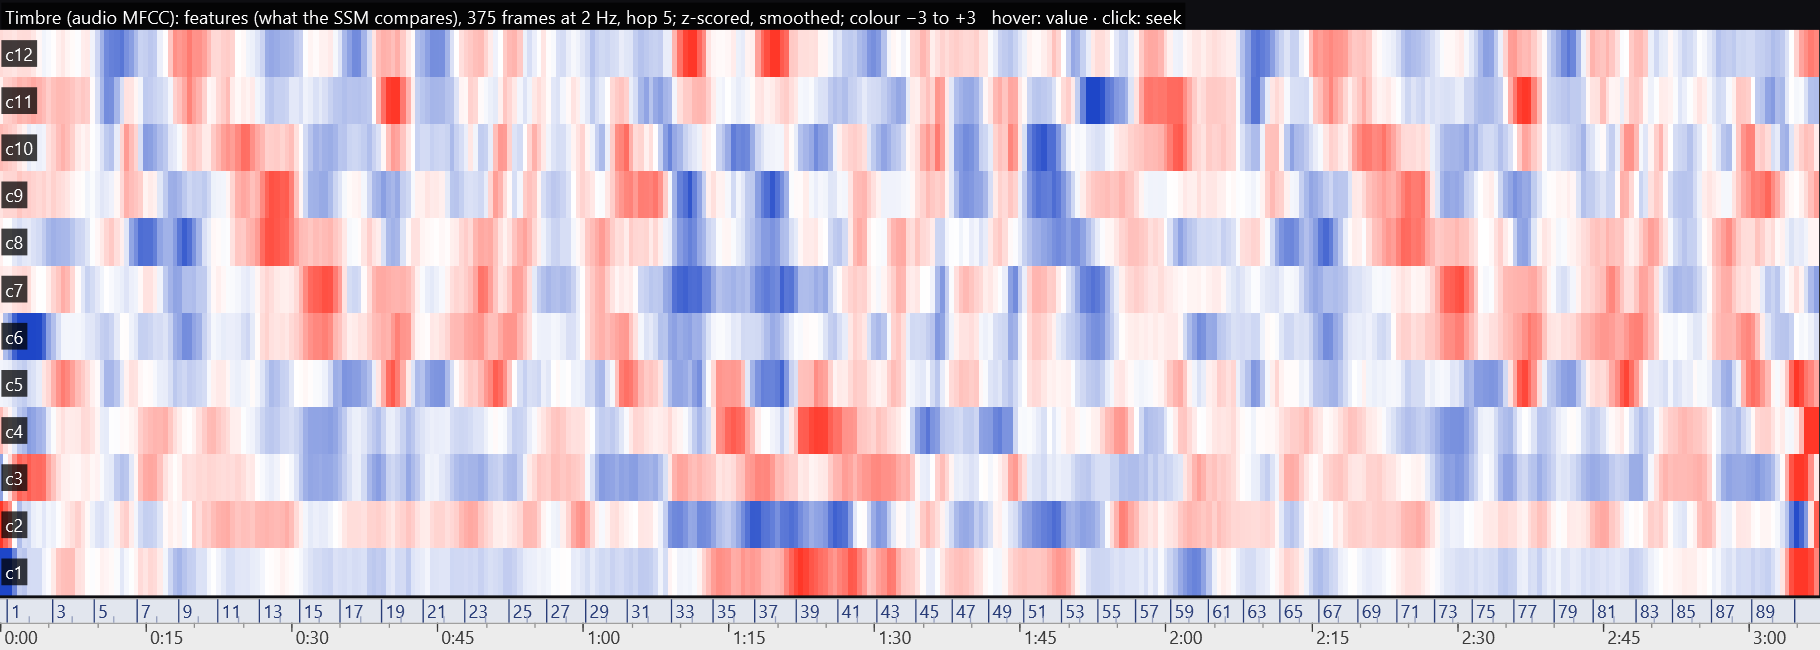 Timbre (audio MFCC): features (what the SSM compares), 375 frames at 2 Hz, hop 5; z-scored, smoothed; colour −3 to +3   hover: value · click: seek
c12
c11
c10
c9
c8
c7
c6
c5
c4
c3
c2
c1
1 3 5 7 9 11 13 15 17 19 21 23 25 27 29 31 33 35 37 39 41 43 45 47 49 51 53 55 57 59 61 63 65 67 69 71 73 75 77 79 81 83 85 87 89
0:00 0:15 0:30 0:45 1:00 1:15 1:30 1:45 2:00 2:15 2:30 2:45 3:00